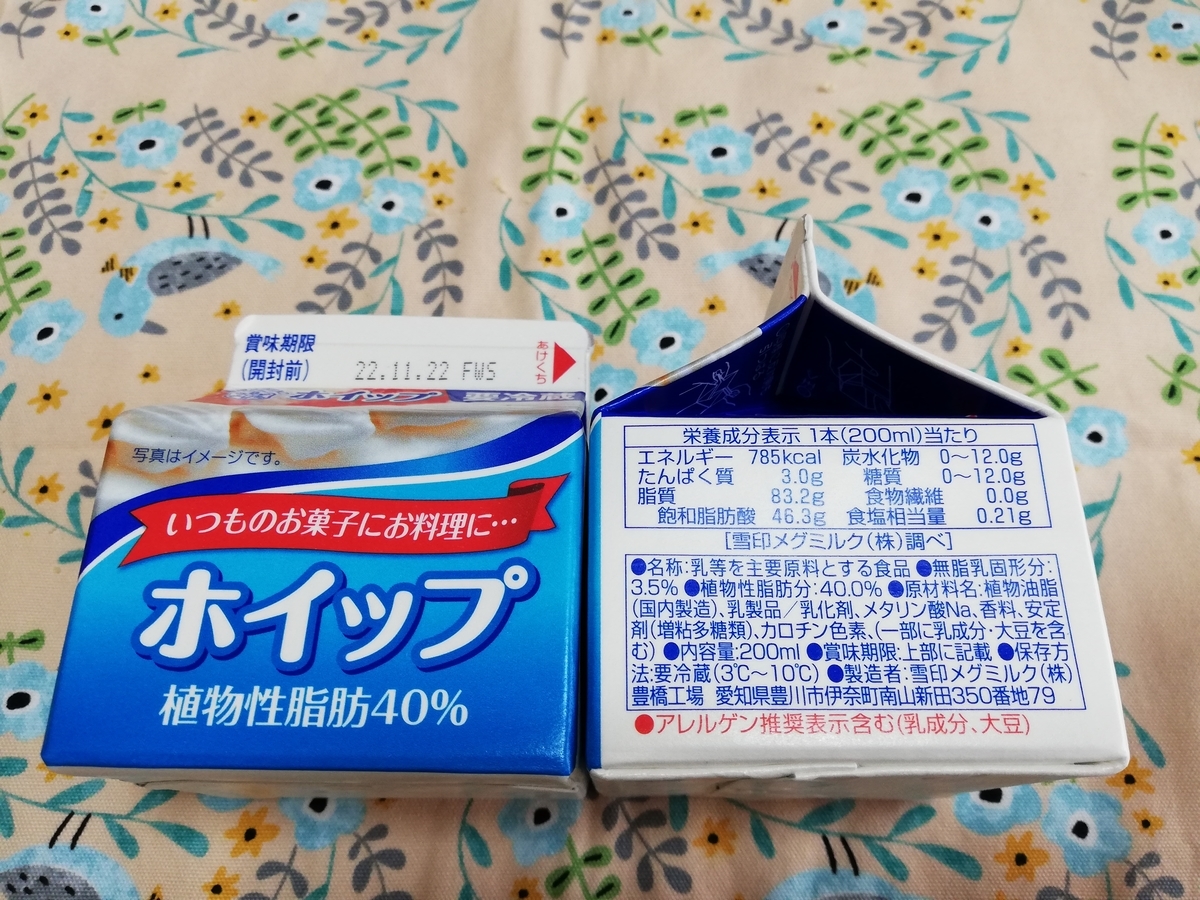 賞味期限
(開封前)
22.11.22 FW5
あけくち
ホイップ
要冷蔵
写真はイメージです。
いつものお菓子にお料理に…
ホイップ
植物性脂肪40%
栄養成分表示 1本(200ml)当たり
エネルギー 785kcal 炭水化物 0〜12.0g
たんぱく質 3.0g 糖質 0〜12.0g
脂質 83.2g 食物繊維 0.0g
飽和脂肪酸 46.3g 食塩相当量 0.21g
[雪印メグミルク(株)調べ]
●名称:乳等を主要原料とする食品 ●無脂乳固形分:
3.5% ●植物性脂肪分:40.0% ●原材料名:植物油脂
(国内製造)、乳製品/乳化剤、メタリン酸Na、香料、安定
剤(増粘多糖類)、カロチン色素、(一部に乳成分・大豆を含
む) ●内容量:200ml ●賞味期限:上部に記載 ●保存方
法:要冷蔵(3℃〜10℃) ●製造者:雪印メグミルク(株)
豊橋工場 愛知県豊川市伊奈町南山新田350番地79
●アレルゲン推奨表示含む(乳成分、大豆)